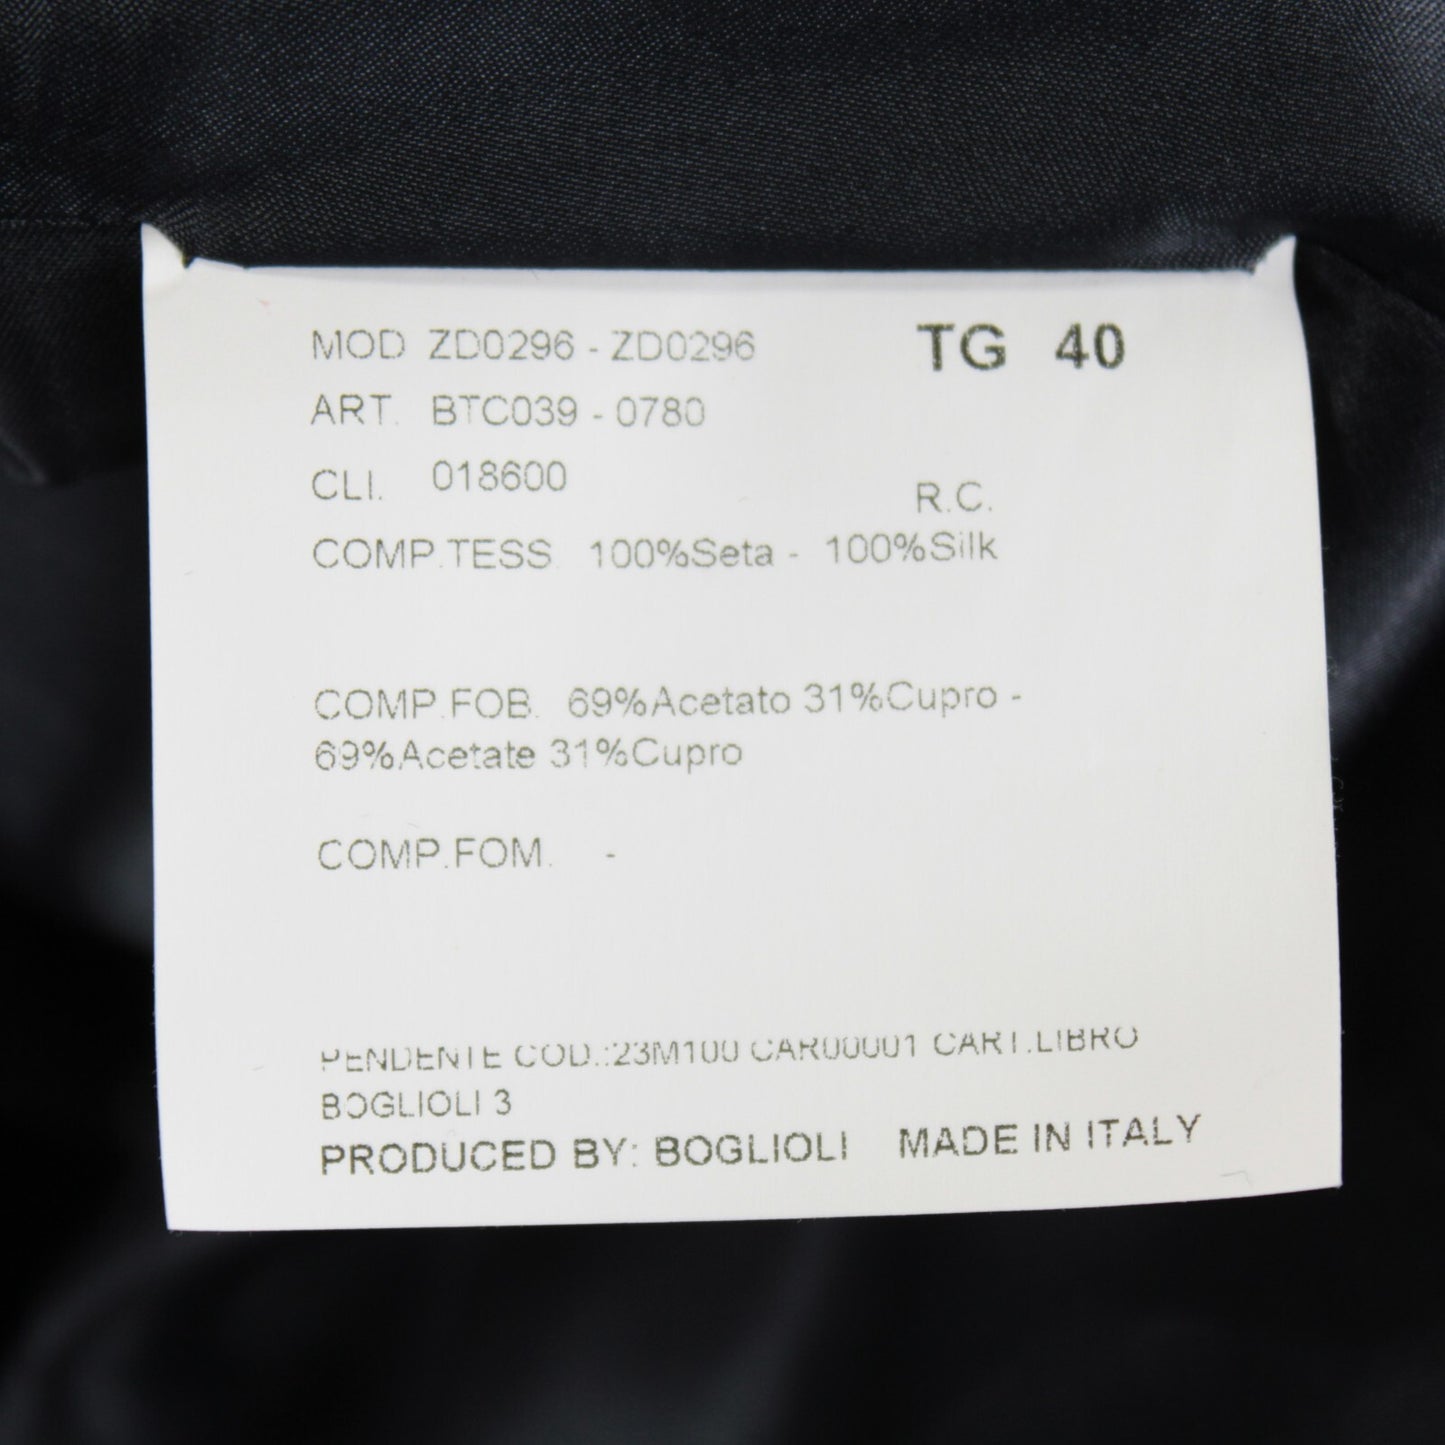 MOD ZD0296 - ZD0296 TG 40
ART. BTC039 - 0780
CLI. 018600
R.C.
COMP.TESS. 100%Seta - 100%Silk
COMP.FOB. 69%Acetato 31%Cupro -
69%Acetate 31%Cupro
COMP.FOM. -
PENDENTE COD.:23M100 CAR00001 CART.LIBRO
BOGLIOLI 3
PRODUCED BY: BOGLIOLI MADE IN ITALY